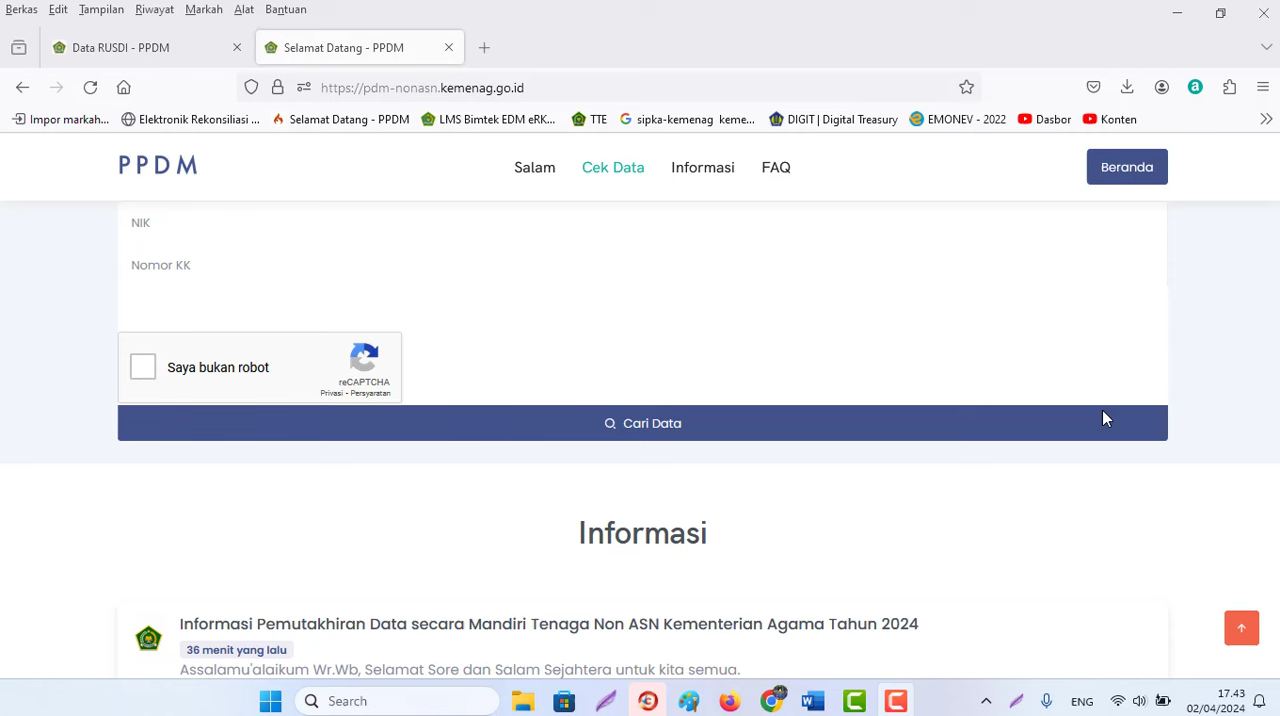 Berkas Edit Tampilan Riwayat Markah Alat Bantuan
Data RUSDI - PPDM
Selamat Datang - PPDM
https://pdm-nonasn.kemenag.go.id
Impor markah...
Elektronik Rekonsiliasi ...
Selamat Datang - PPDM
LMS Bimtek EDM eRK...
TTE
sipka-kemenag keme...
DIGIT | Digital Treasury
EMONEV - 2022
Dasbor
Konten
PPDM
Salam
Cek Data
Informasi
FAQ
Beranda
NIK
Nomor KK
Saya bukan robot
reCAPTCHA
Privasi - Persyaratan
Cari Data
Informasi
Informasi Pemutakhiran Data secara Mandiri Tenaga Non ASN Kementerian Agama Tahun 2024
36 menit yang lalu
Assalamu'alaikum Wr.Wb, Selamat Sore dan Salam Sejahtera untuk kita semua.
Search
ENG
17.43
02/04/2024